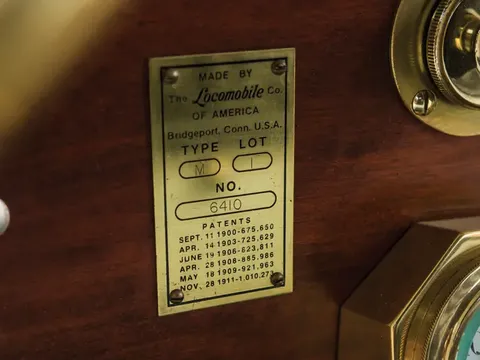 MADE BY
The Locomobile Co.
OF AMERICA
Bridgeport, Conn. U.S.A.
TYPE LOT
M 1
NO.
6410
PATENTS
SEPT. 11 1900-675,650
APR. 14 1903-725,629
JUNE 19 1906-623,811
APR. 28 1908-885,986
MAY 18 1909-921,963
NOV. 28 1911-1,010,273